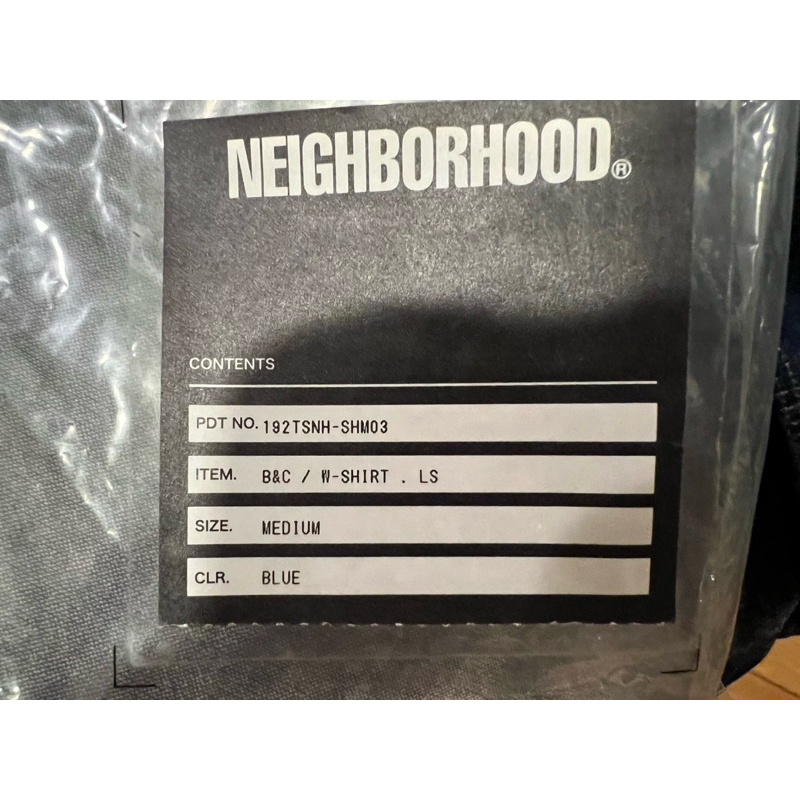 NEIGHBORHOOD®
CONTENTS
PDT NO. 192TSNH-SHM03
ITEM. B&C / W-SHIRT . LS
SIZE. MEDIUM
CLR. BLUE